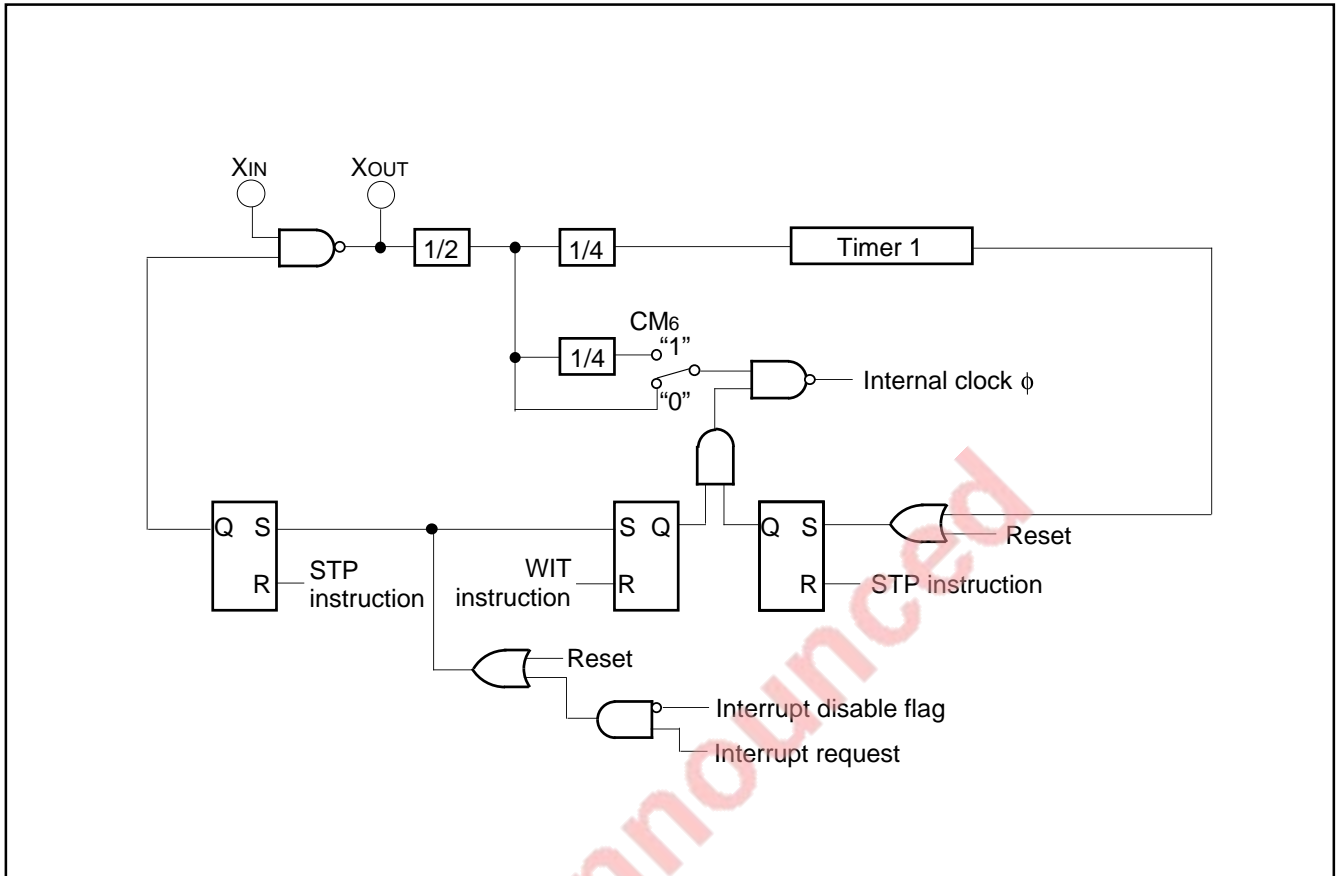 XIN
XOUT
1/2
1/4
Timer 1
CM6
"1"
1/4
"0"
Internal clock ϕ
Q S
R
STP
instruction
S Q
R
WIT
instruction
Q S
R
Reset
STP instruction
Reset
Interrupt disable flag
Interrupt request
nnounced